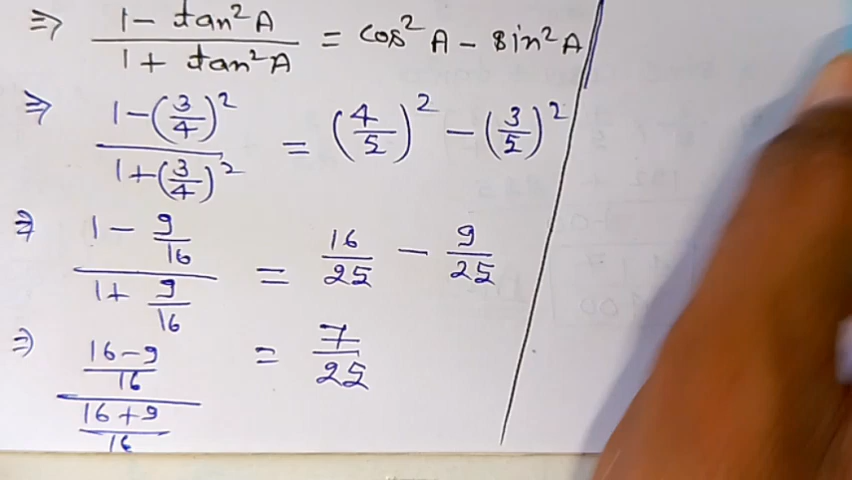 ⇒ (1 - tan²A)/(1 + tan²A) = cos²A - sin²A
⇒ (1-(3/4)²)/(1+(3/4)²) = (4/5)² - (3/5)²
⇒ (1 - 9/16)/(1 + 9/16) = 16/25 - 9/25
⇒ ((16-9)/16)/((16+9)/16) = 7/25